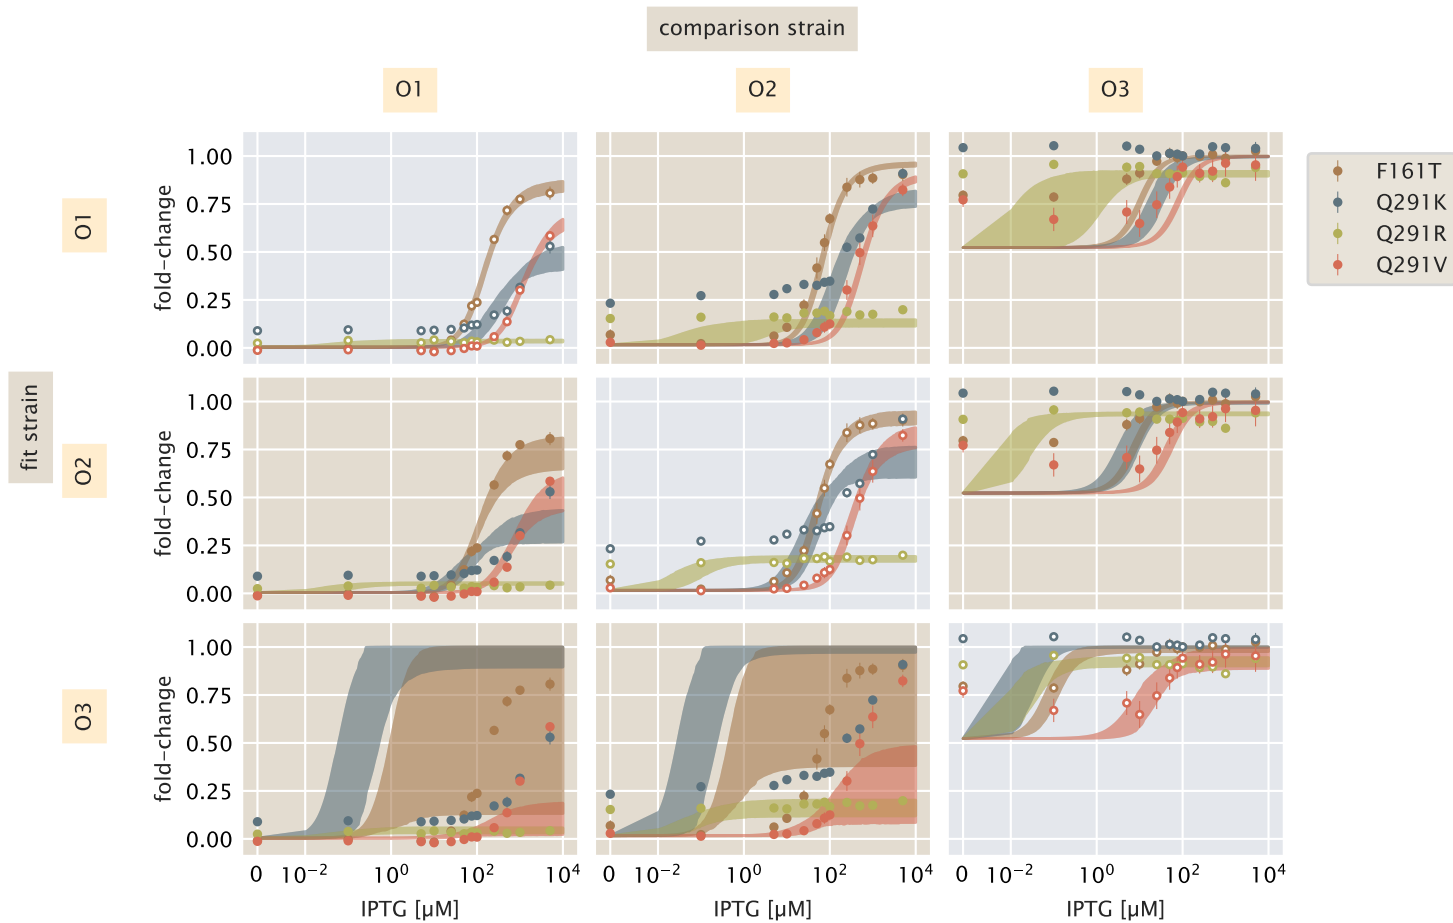 comparison strain
O1
O2
O3
fit strain
O1
fold-change
1.00
0.75
0.50
0.25
0.00
F161T
Q291K
Q291R
Q291V
O2
fold-change
1.00
0.75
0.50
0.25
0.00
O3
fold-change
1.00
0.75
0.50
0.25
0.00
0 10⁻² 10⁰ 10² 10⁴
0 10⁻² 10⁰ 10² 10⁴
0 10⁻² 10⁰ 10² 10⁴
IPTG [µM]
IPTG [µM]
IPTG [µM]